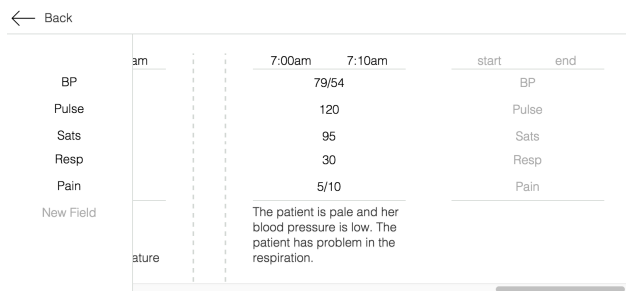 Back
am 7:00am 7:10am start end
BP 79/54 BP
Pulse 120 Pulse
Sats 95 Sats
Resp 30 Resp
Pain 5/10 Pain
New Field
The patient is pale and her
blood pressure is low. The
patient has problem in the
ature respiration.